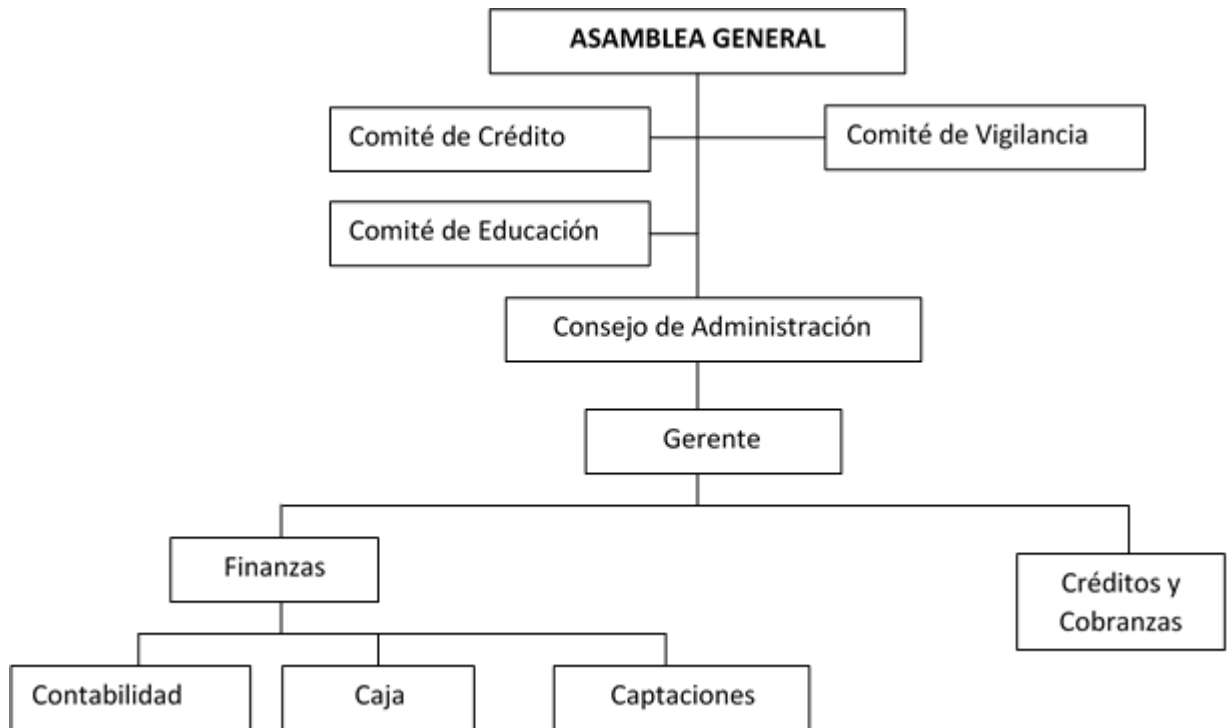 ASAMBLEA GENERAL
Comité de Crédito
Comité de Vigilancia
Comité de Educación
Consejo de Administración
Gerente
Finanzas
Créditos y
Cobranzas
Contabilidad
Caja
Captaciones